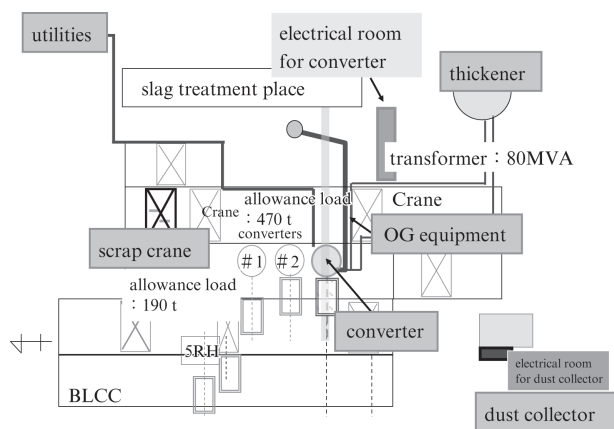 utilities
electrical room
for converter
thickener
slag treatment place
transformer：80MVA
allowance load
：470 t
Crane
converters
Crane
OG equipment
scrap crane
#1
#2
allowance load
：190 t
converter
5RH
BLCC
electrical room
for dust collector
dust collector